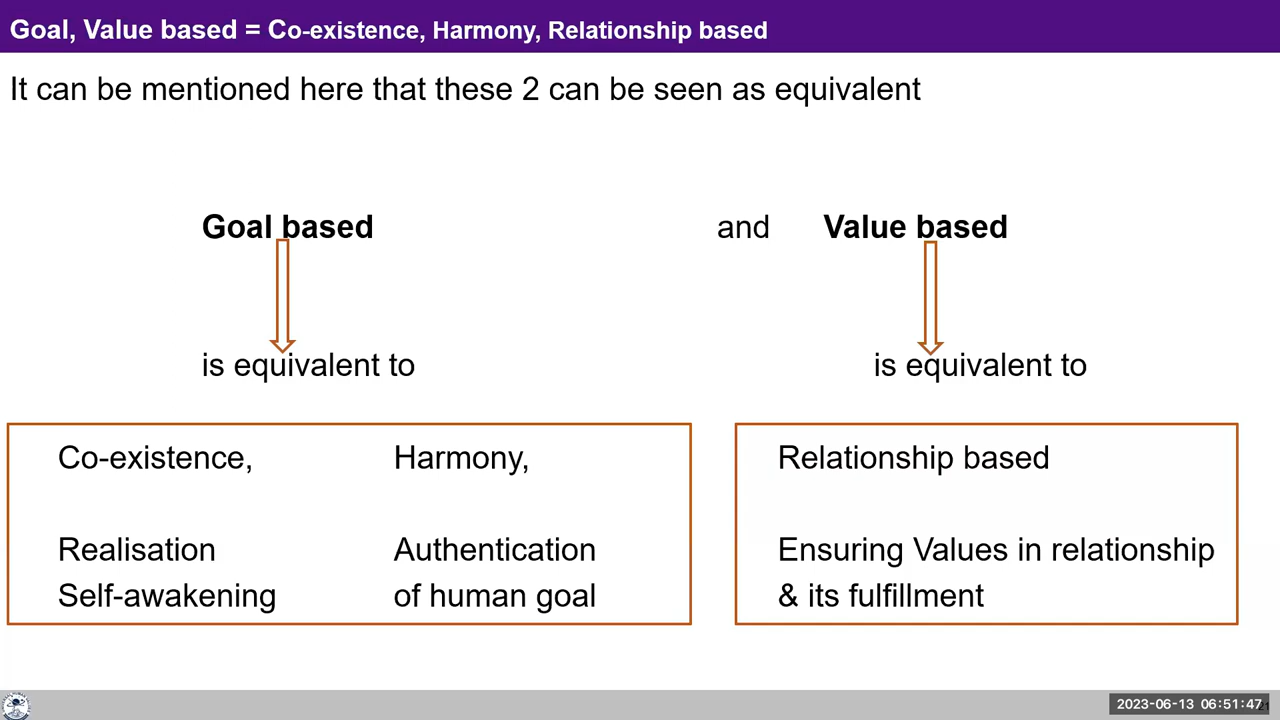 Goal, Value based = Co-existence, Harmony, Relationship based
It can be mentioned here that these 2 can be seen as equivalent
Goal based and Value based
is equivalent to is equivalent to
Co-existence, Harmony, Relationship based
Realisation Authentication Ensuring Values in relationship
Self-awakening of human goal & its fulfillment
2023-06-13 06:51:47